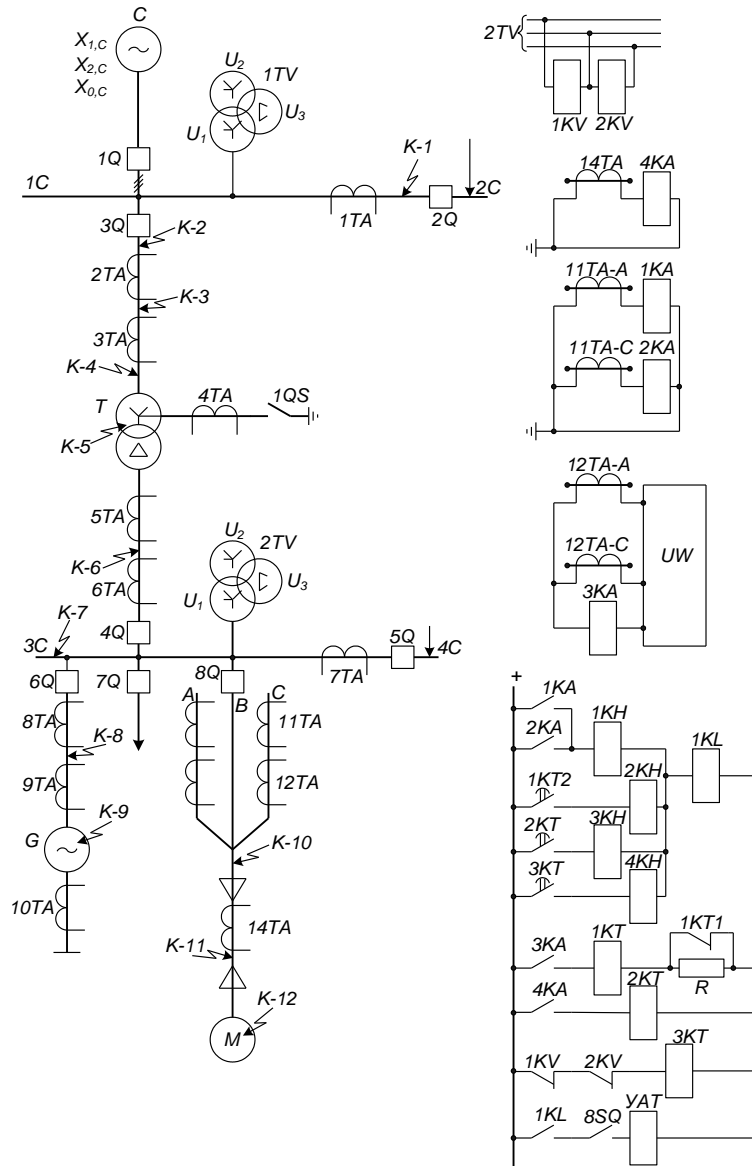 C
X1,C
X2,C
X0,C
U2
1TV
U3
U1
1Q
K-1
1C
2C
1TA
2Q
3Q
K-2
2TA
K-3
3TA
K-4
T
4TA
1QS
K-5
5TA
K-6
6TA
U2
2TV
U3
U1
K-7
4Q
5Q
3C
4C
7TA
6Q
7Q
8Q
A
B
C
8TA
11TA
K-8
9TA
12TA
K-9
G
K-10
10TA
14TA
K-11
K-12
M
2TV
1KV
2KV
14TA
4KA
11TA-A
1KA
11TA-C
2KA
12TA-A
12TA-C
UW
3KA
+
1KA
1KH
2KA
1KL
2KH
1KT2
3KH
2KT
4KH
3KT
1KT1
1KT
3KA
R
2KT
4KA
3KT
1KV
2KV
1KL
8SQ
УАТ